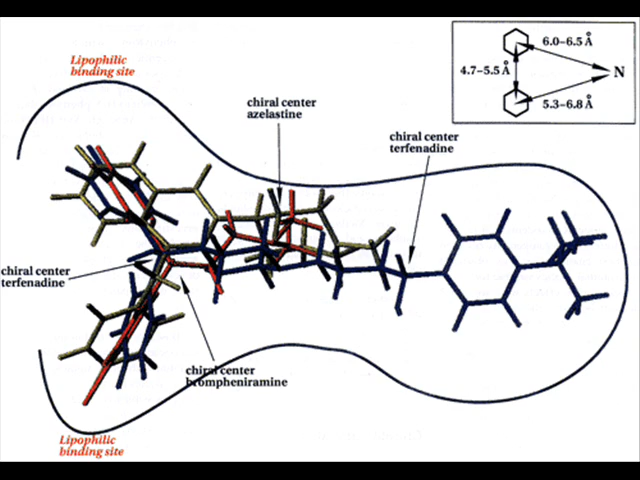 Lipophilic
binding site
6.0–6.5 Å
4.7–5.5 Å
N
5.3–6.8 Å
chiral center
azelastine
chiral center
terfenadine
chiral center
terfenadine
chiral center
brompheniramine
Lipophilic
binding site